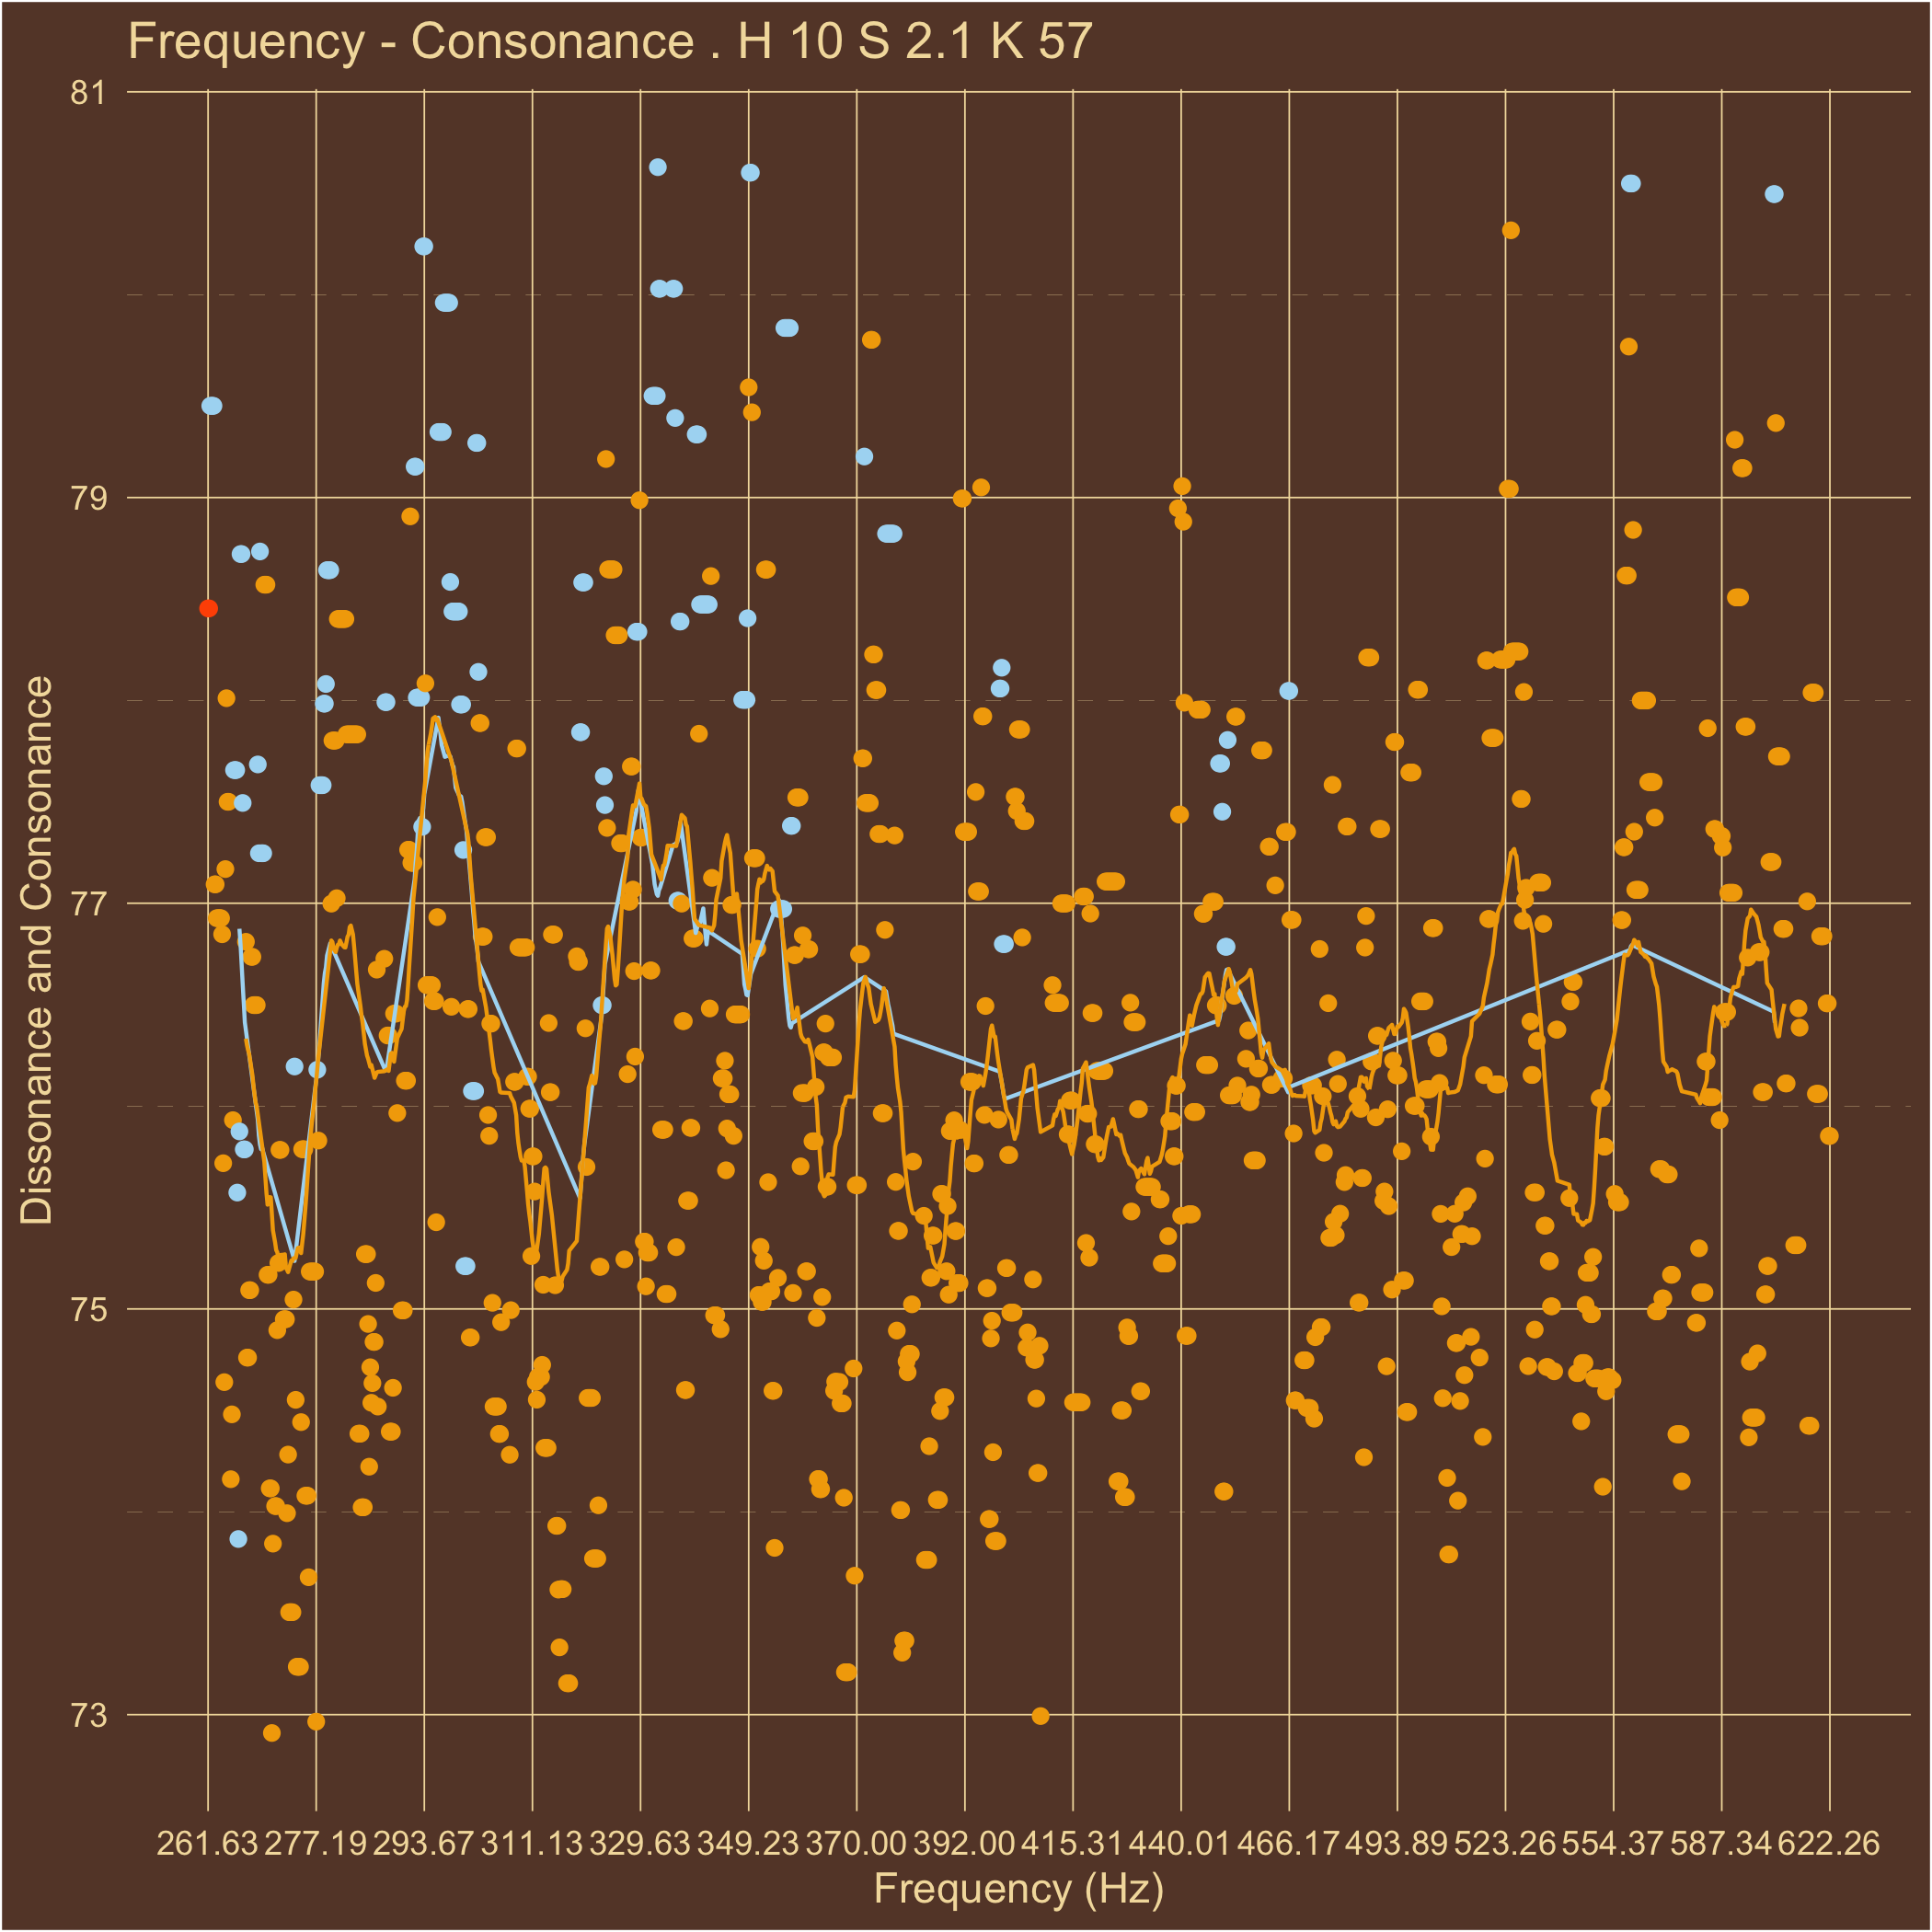 Frequency - Consonance . H 10 S 2.1 K 57
81
79
77
75
73
Dissonance and Consonance
261.63 277.19 293.67 311.13 329.63 349.23 370.00 392.00 415.31 440.01 466.17 493.89 523.26 554.37 587.34 622.26
Frequency (Hz)